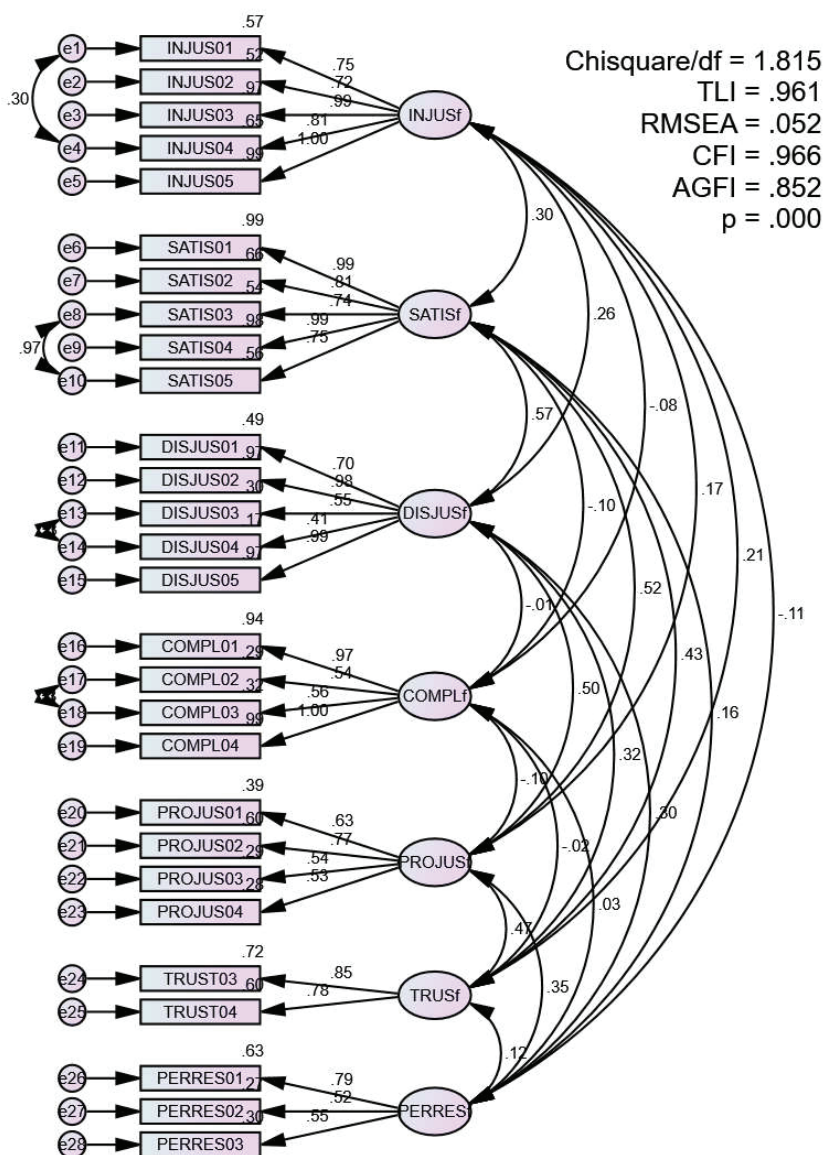 Chisquare/df = 1.815
TLI = .961
RMSEA = .052
CFI = .966
AGFI = .852
p = .000
.57
e1 INJUS01 .75
.52
e2 INJUS02 .72
.97
.30 e3 INJUS03 .99 INJUSf
.65
e4 INJUS04 .81
.99
e5 INJUS05 1.00
.30
.99
e6 SATIS01 .99
.66
e7 SATIS02 .81
.54
e8 SATIS03 .74 SATISf .26
.98
.97 e9 SATIS04 .99
.56
e10 SATIS05 .75
.57 -.08
.49
e11 DISJUS01 .70
.97
e12 DISJUS02 .98
.30
e13 DISJUS03 .55 DISJUSf -.10 .17
.17
e14 DISJUS04 .41
.97
e15 DISJUS05 .99
.21
.52
-.01
-.11
.94
e16 COMPL01 .97
.29
e17 COMPL02 .54
.32
e18 COMPL03 .56 COMPLf
.99
e19 COMPL04 1.00
.43
.50
.16
.32
-.10
.39
e20 PROJUS01 .63
.60
e21 PROJUS02 .77
.29
e22 PROJUS03 .54 PROJUS
.28
e23 PROJUS04 .53
.30
-.02
.03
.47
.72
e24 TRUST03 .85
.60
e25 TRUST04 .78 TRUSf
.35
.12
.63
e26 PERRES01 .79
.27
e27 PERRES02 .52 PERRES
.30
e28 PERRES03 .55